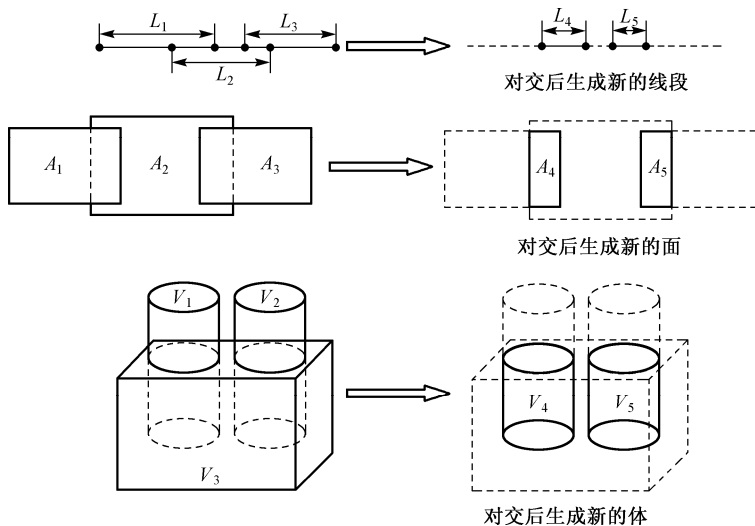 L1 L3
L2
L4 L5
对交后生成新的线段
A1 A2 A3
A4 A5
对交后生成新的面
V1 V2
V3
V4 V5
对交后生成新的体